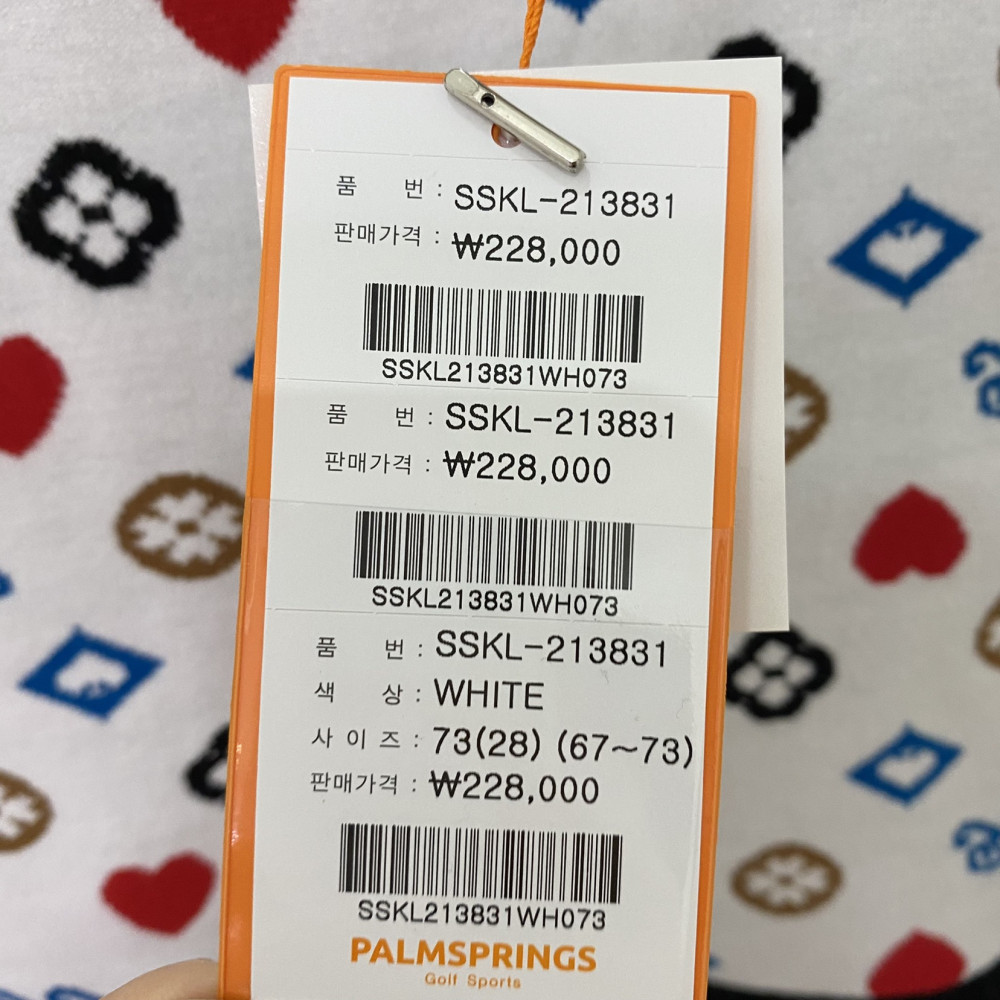 품 번 : SSKL-213831
판매가격 : ₩228,000
SSKL213831WH073
품 번 : SSKL-213831
판매가격 : ₩228,000
SSKL213831WH073
품 번 : SSKL-213831
색 상 : WHITE
사 이 즈 : 73(28) (67~73)
판매가격 : ₩228,000
SSKL213831WH073
PALMSPRINGS
Golf Sports